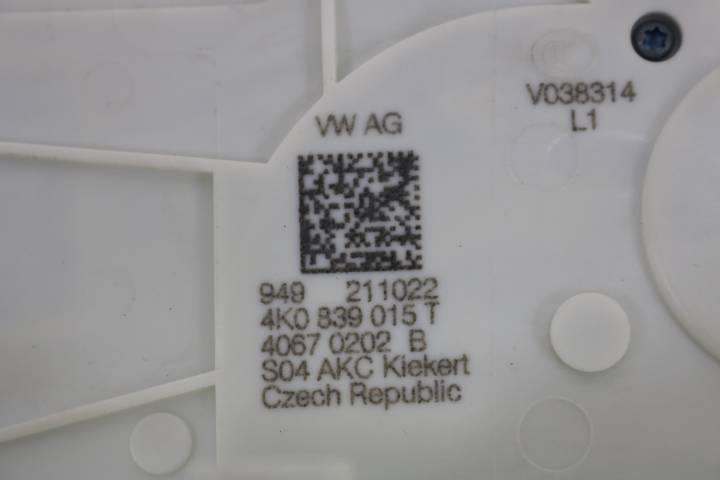 V038314
L1
VW AG
949 211022
4K0 839 015 T
4067 0202 B
S04 AKC Kiekert
Czech Republic